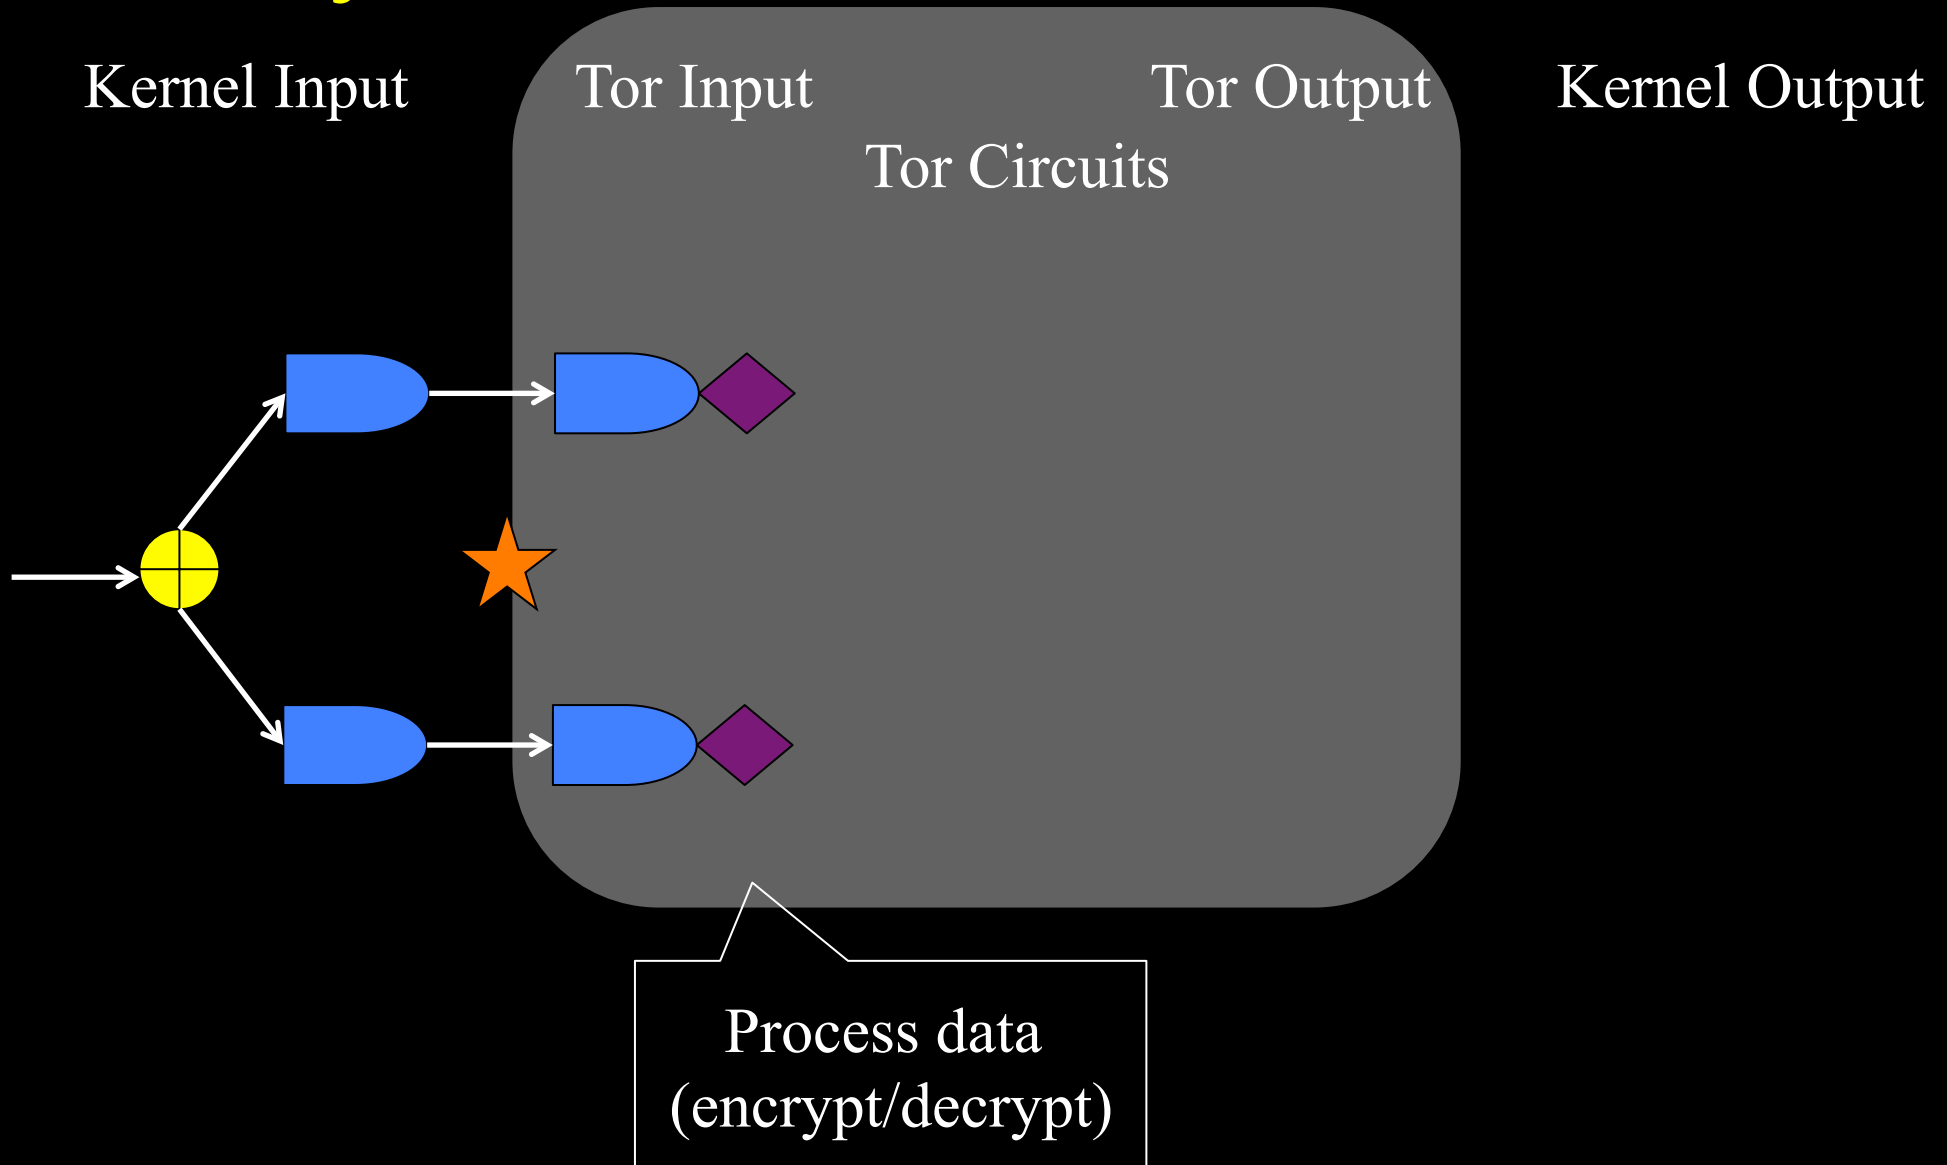 Kernel Input
Tor Input
Tor Output
Kernel Output
Tor Circuits
Process data
(encrypt/decrypt)